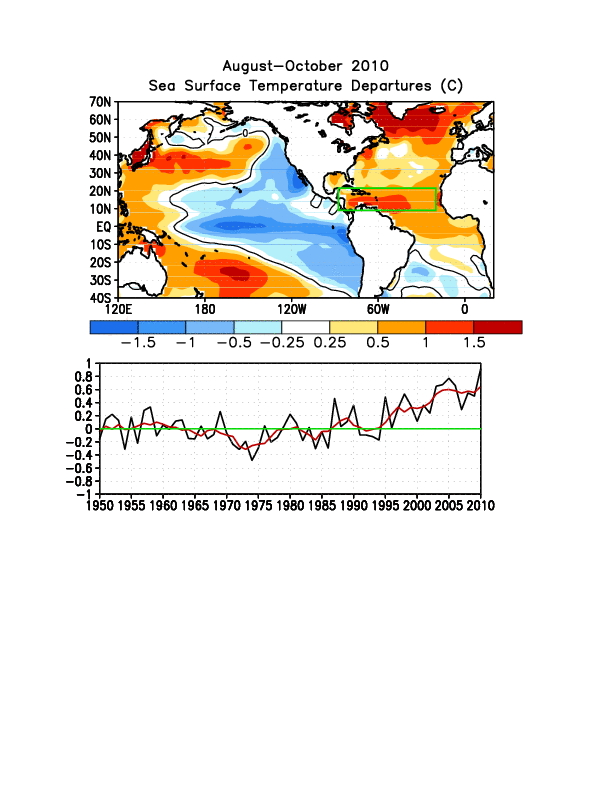 August—October 2010
Sea Surface Temperature Departures (C)
70N
60N
50N
40N
30N
20N
10N
EQ
10S
20S
30S
40S
120E 180 120W 60W 0
−1.5 −1 −0.5 −0.25 0.25 0.5 1 1.5
1
0.8
0.6
0.4
0.2
0
−0.2
−0.4
−0.6
−0.8
−1
1950 1955 1960 1965 1970 1975 1980 1985 1990 1995 2000 2005 2010